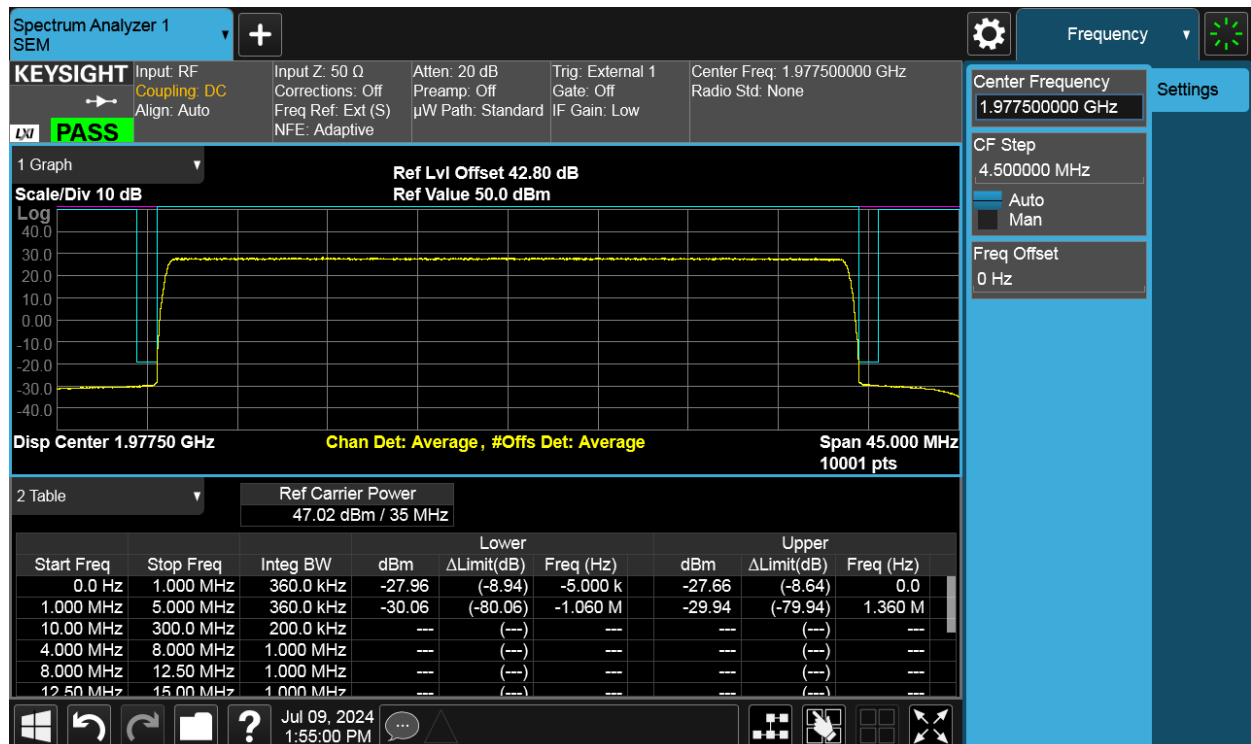 Spectrum Analyzer 1
SEM
+
Frequency
KEYSIGHT
LXI
PASS
Input: RF
Coupling: DC
Align: Auto
Input Z: 50 Ω
Corrections: Off
Freq Ref: Ext (S)
NFE: Adaptive
Atten: 20 dB
Preamp: Off
µW Path: Standard
Trig: External 1
Gate: Off
IF Gain: Low
Center Freq: 1.977500000 GHz
Radio Std: None
Center Frequency
1.977500000 GHz
Settings
CF Step
4.500000 MHz
Auto
Man
Freq Offset
0 Hz
1 Graph
Scale/Div 10 dB
Ref Lvl Offset 42.80 dB
Ref Value 50.0 dBm
Log
40.0
30.0
20.0
10.0
0.00
-10.0
-20.0
-30.0
-40.0
Disp Center 1.97750 GHz
Chan Det: Average , #Offs Det: Average
Span 45.000 MHz
10001 pts
2 Table
Ref Carrier Power
47.02 dBm / 35 MHz
Lower Upper
Start Freq Stop Freq Integ BW dBm ΔLimit(dB) Freq (Hz) dBm ΔLimit(dB) Freq (Hz)
0.0 Hz 1.000 MHz 360.0 kHz -27.96 (-8.94) -5.000 k -27.66 (-8.64) 0.0
1.000 MHz 5.000 MHz 360.0 kHz -30.06 (-80.06) -1.060 M -29.94 (-79.94) 1.360 M
10.00 MHz 300.0 MHz 200.0 kHz --- (---) --- --- (---) ---
4.000 MHz 8.000 MHz 1.000 MHz --- (---) --- --- (---) ---
8.000 MHz 12.50 MHz 1.000 MHz --- (---) --- --- (---) ---
12.50 MHz 15.00 MHz 1.000 MHz --- (---) --- --- (---) ---
?
Jul 09, 2024
1:55:00 PM